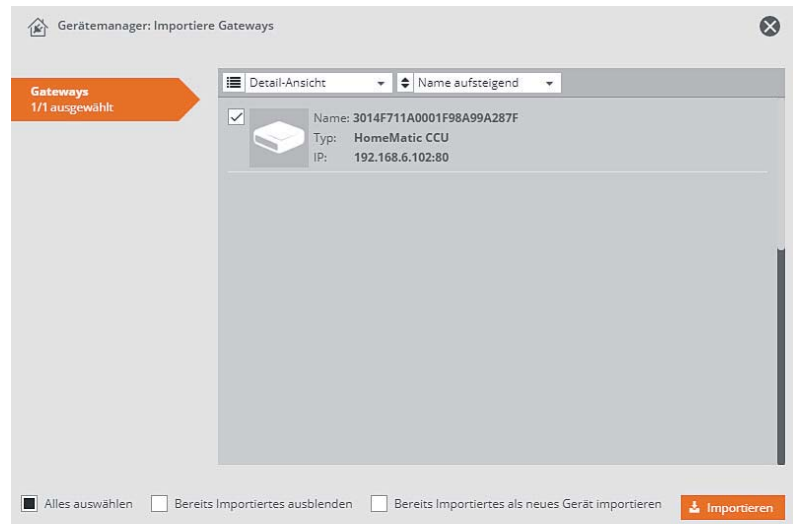 Gerätemanager: Importiere Gateways
Gateways
1/1 ausgewählt
Detail-Ansicht
Name aufsteigend
Name: 3014F711A0001F98A99A287F
Typ: HomeMatic CCU
IP: 192.168.6.102:80
Alles auswählen
Bereits Importiertes ausblenden
Bereits Importiertes als neues Gerät importieren
Importieren